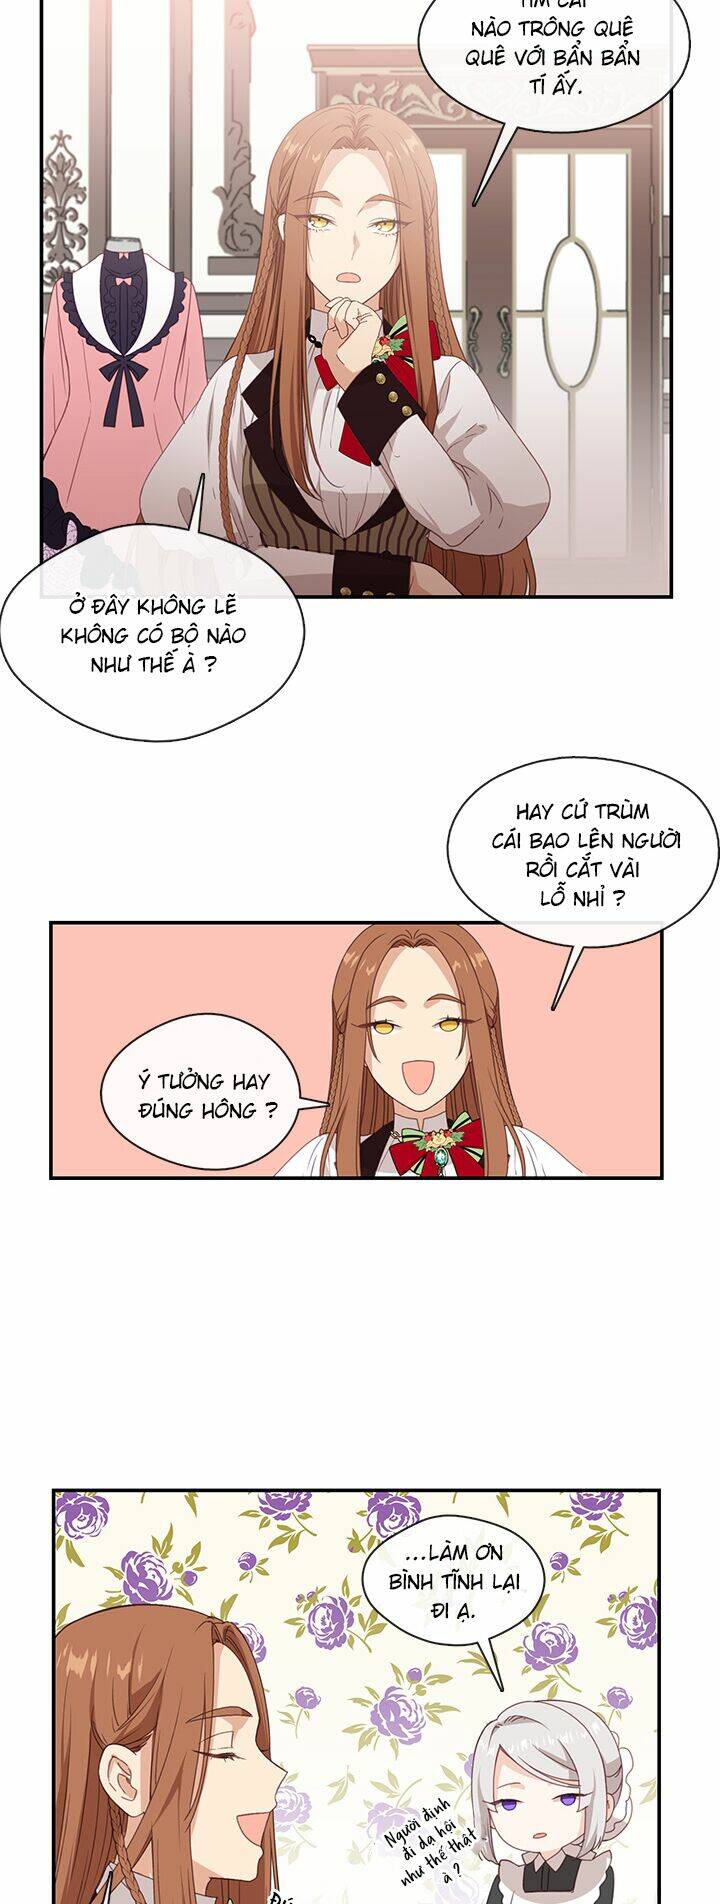 TÌM CÁI
NÀO TRÔNG QUÊ
QUÊ VỚI BẨN BẨN
TÍ ẤY.
Ở ĐÂY KHÔNG LẼ
KHÔNG CÓ BỘ NÀO
NHƯ THẾ À ?
HAY CỨ TRÙM
CÁI BAO LÊN NGƯỜI
RỒI CẮT VÀI
LỖ NHỈ ?
Ý TƯỞNG HAY
ĐÚNG HÔNG ?
...LÀM ƠN
BÌNH TĨNH LẠI
ĐI Ạ.
Người định
đi dạ hội
như thế thật
à ?